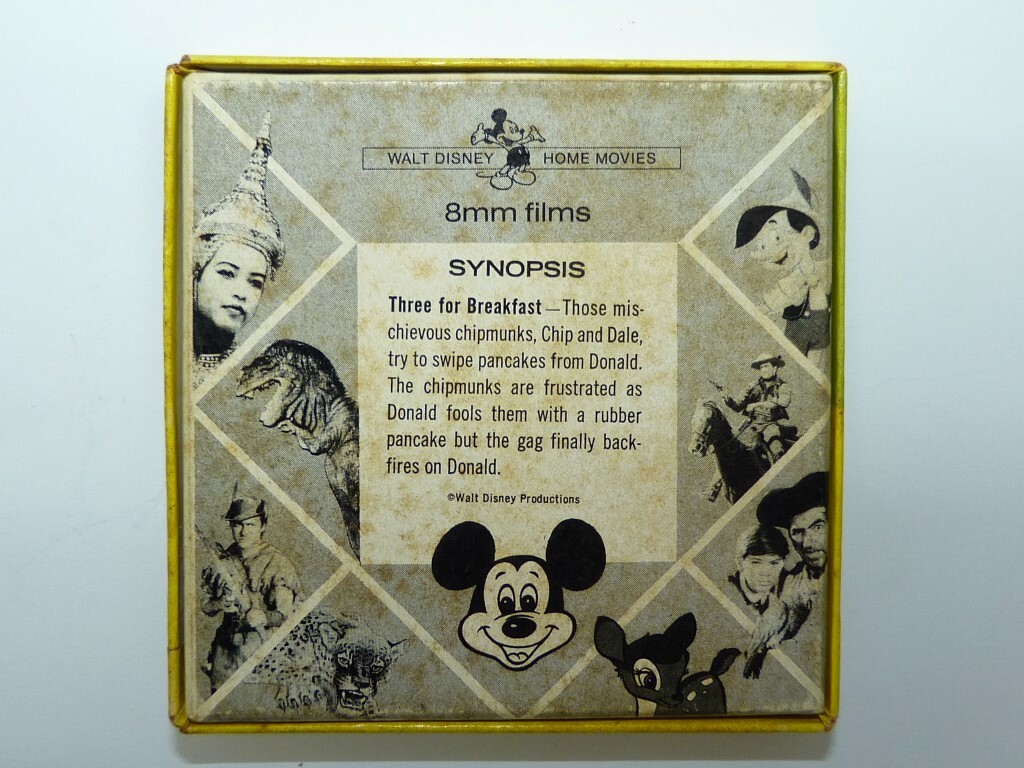 WALT DISNEY HOME MOVIES
8mm films
SYNOPSIS
Three for Breakfast — Those mis-
chievous chipmunks, Chip and Dale,
try to swipe pancakes from Donald.
The chipmunks are frustrated as
Donald fools them with a rubber
pancake but the gag finally back-
fires on Donald.
©Walt Disney Productions